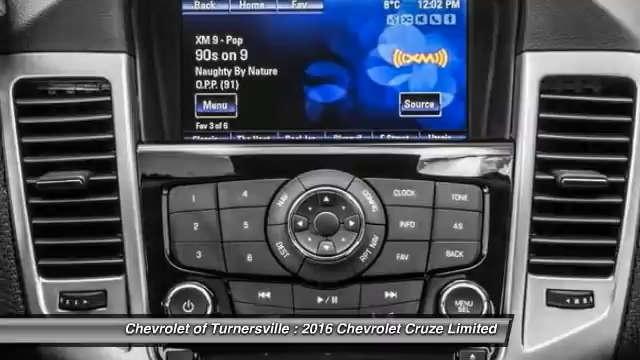 Back Home Fav 8°C 12:02 PM
XM 9 - Pop
90s on 9
Naughty By Nature
O.P.P. (91)
XM
Menu Source
Fav 3 of 6
1 4 NAV CONFIG CLOCK TONE
2 5 INFO AS
3 6 DEST RPT NAV FAV BACK
MENU
SEL
Chevrolet of Turnersville : 2016 Chevrolet Cruze Limited